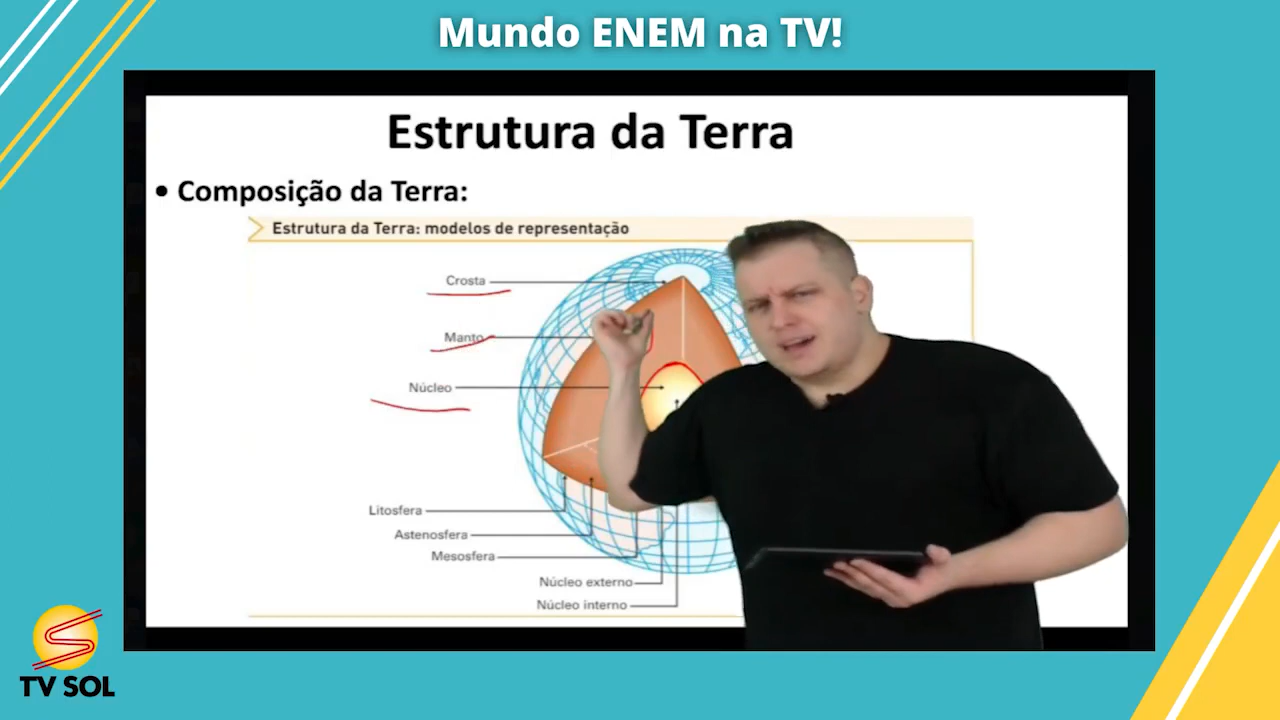 Mundo ENEM na TV!
Estrutura da Terra
• Composição da Terra:
Estrutura da Terra: modelos de representação
Crosta
Manto
Núcleo
Litosfera
Astenosfera
Mesosfera
Núcleo externo
Núcleo interno
TV SOL